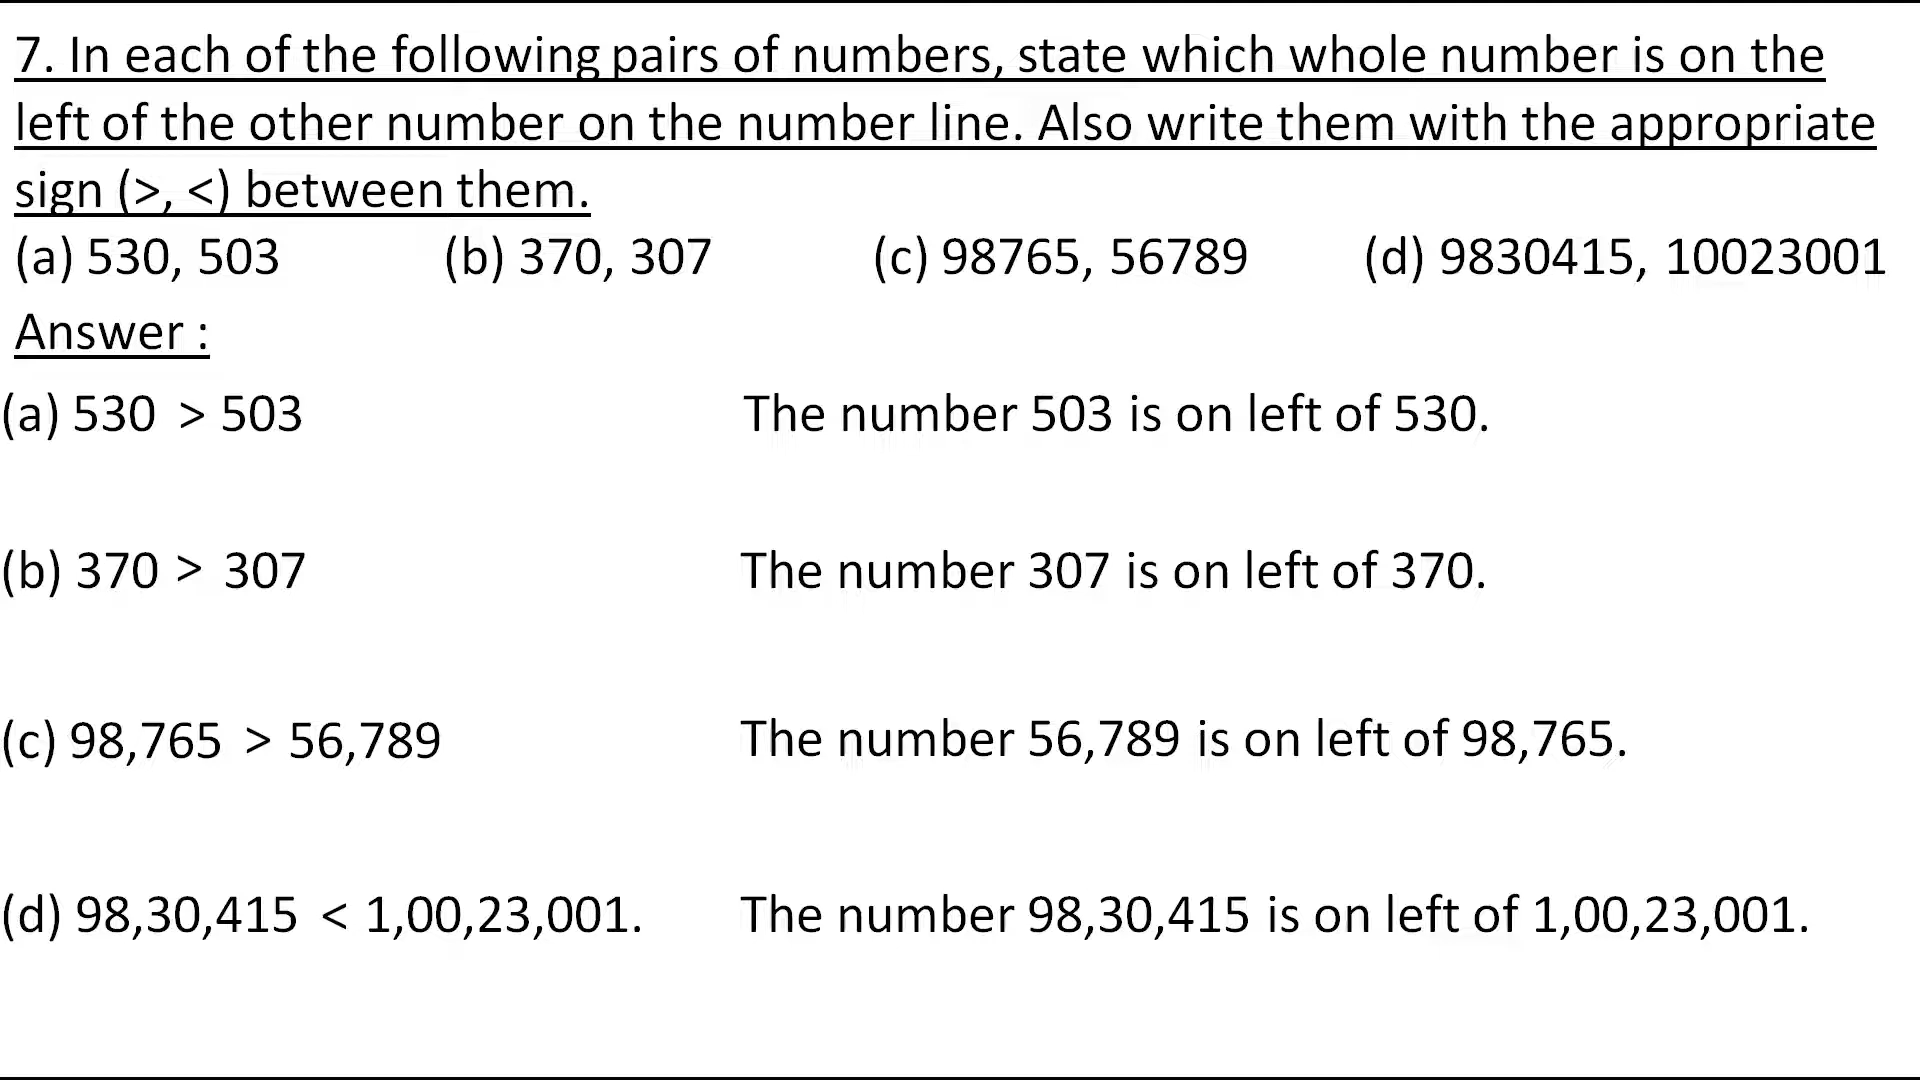 7. In each of the following pairs of numbers, state which whole number is on the
left of the other number on the number line. Also write them with the appropriate
sign (>, <) between them.
(a) 530, 503 (b) 370, 307 (c) 98765, 56789 (d) 9830415, 10023001
Answer :
(a) 530 > 503 The number 503 is on left of 530.
(b) 370 > 307 The number 307 is on left of 370.
(c) 98,765 > 56,789 The number 56,789 is on left of 98,765.
(d) 98,30,415 < 1,00,23,001. The number 98,30,415 is on left of 1,00,23,001.